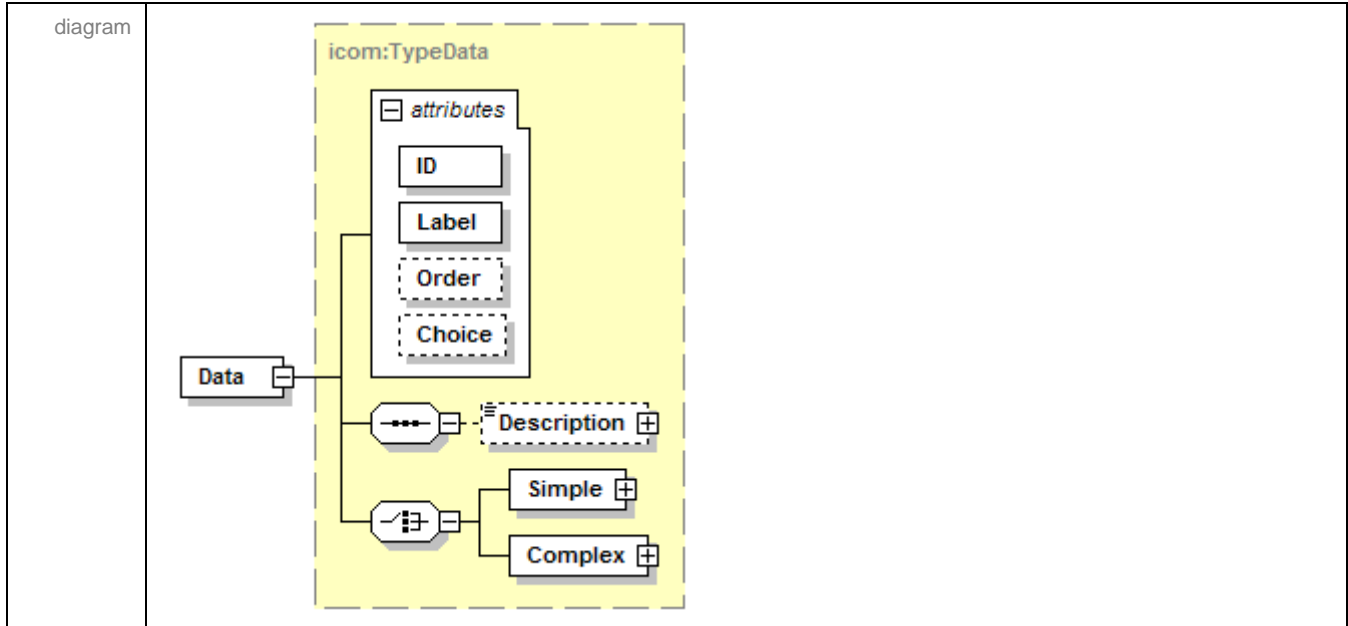 diagram
icom:TypeData
attributes
ID
Label
Order
Choice
Data
Description
Simple
Complex